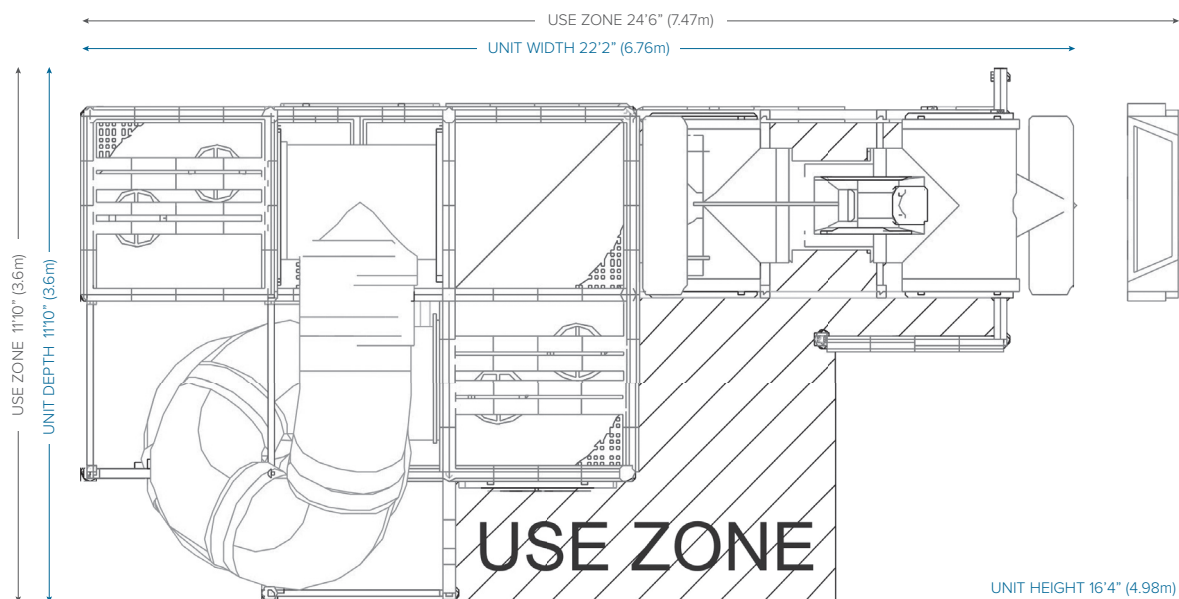 USE ZONE 24’6” (7.47m)
UNIT WIDTH 22’2” (6.76m)
USE ZONE 11’10” (3.6m)
UNIT DEPTH 11’10” (3.6m)
USE ZONE
UNIT HEIGHT 16’4” (4.98m)